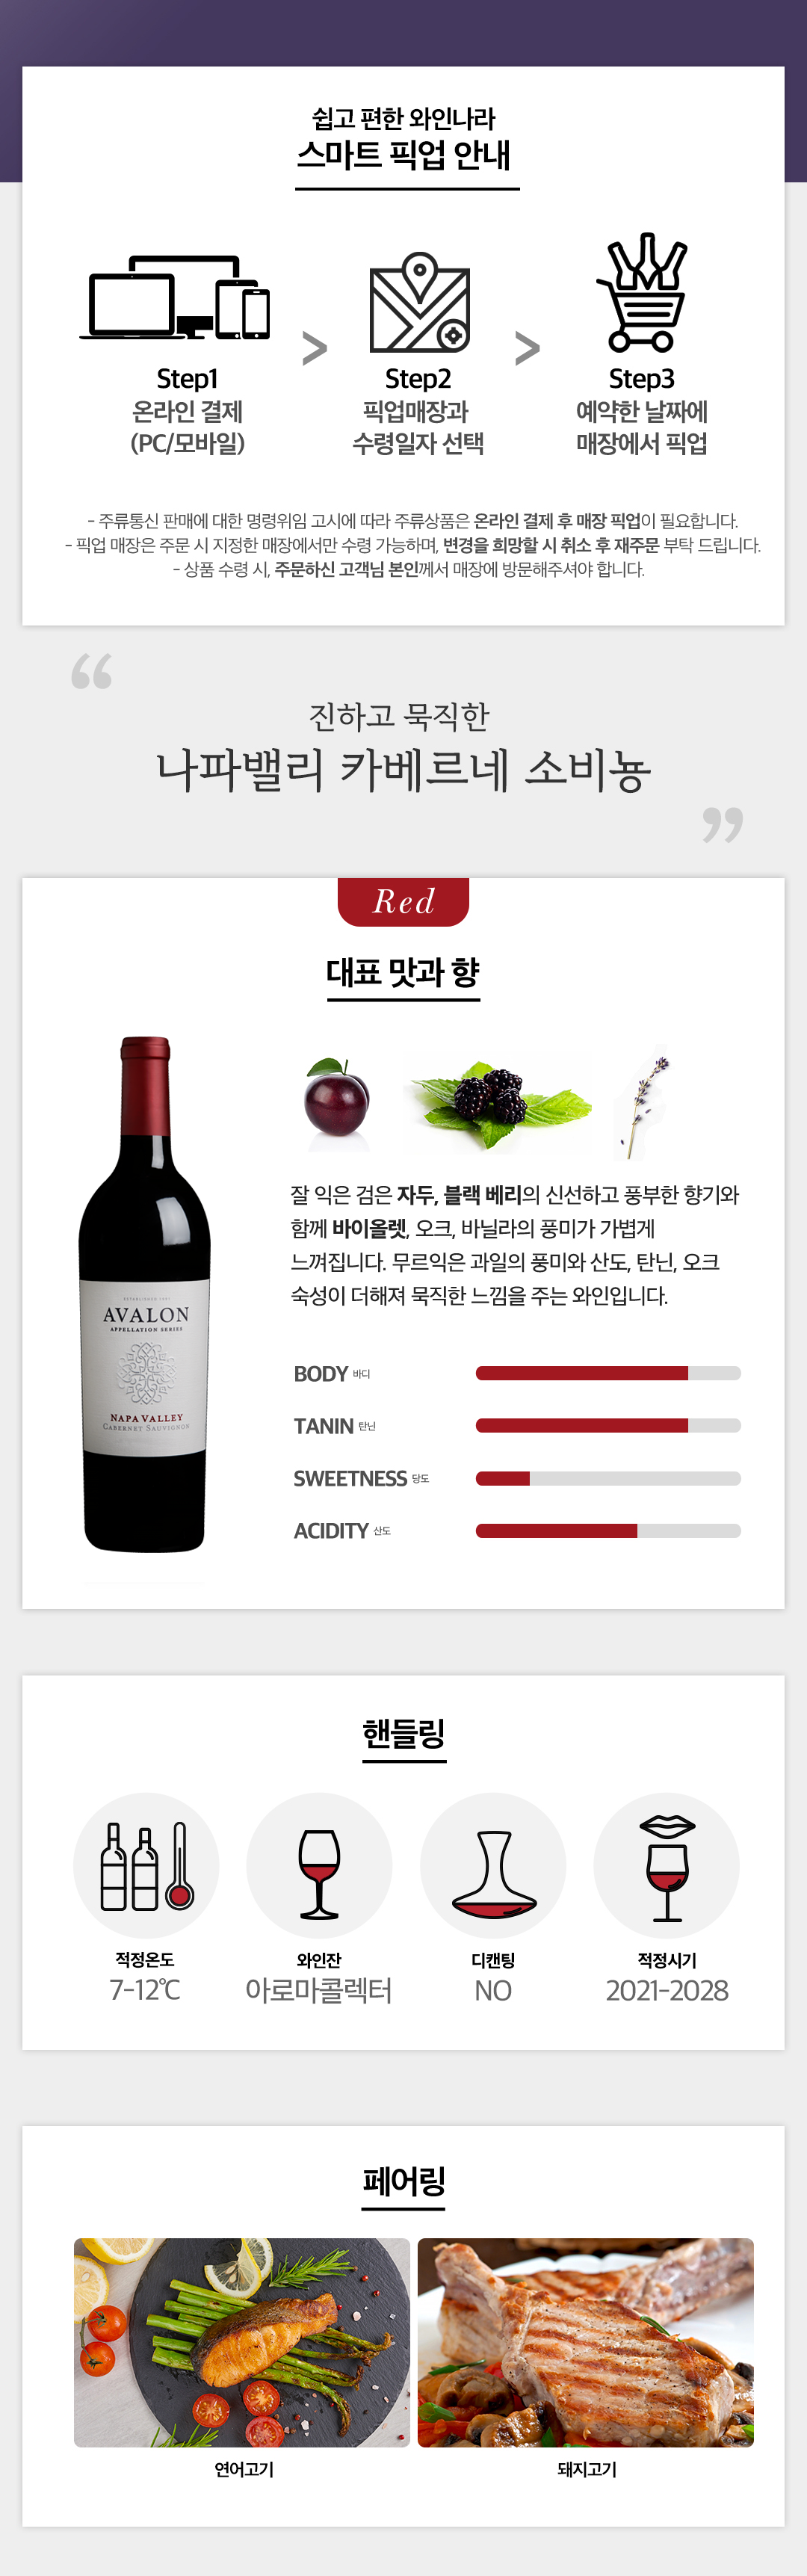 쉽고 편한 와인나라
스마트 픽업 안내
Step1
온라인 결제
(PC/모바일)
>
Step2
픽업매장과
수령일자 선택
>
Step3
예약한 날짜에
매장에서 픽업
- 주류통신 판매에 대한 명령위임 고시에 따라 주류상품은 온라인 결제 후 매장 픽업이 필요합니다.
- 픽업 매장은 주문 시 지정한 매장에서만 수령 가능하며, 변경을 희망할 시 취소 후 재주문 부탁 드립니다.
- 상품 수령 시, 주문하신 고객님 본인께서 매장에 방문해주셔야 합니다.
“
진하고 묵직한
나파밸리 카베르네 소비뇽
”
Red
대표 맛과 향
AVALON
APPELLATION SERIES
NAPA VALLEY
CABERNET SAUVIGNON
잘 익은 검은 자두, 블랙 베리의 신선하고 풍부한 향기와
함께 바이올렛, 오크, 바닐라의 풍미가 가볍게
느껴집니다. 무르익은 과일의 풍미와 산도, 탄닌, 오크
숙성이 더해져 묵직한 느낌을 주는 와인입니다.
BODY 바디
TANIN 탄닌
SWEETNESS 당도
ACIDITY 산도
핸들링
적정온도
7-12℃
와인잔
아로마콜렉터
디캔팅
NO
적정시기
2021-2028
페어링
연어고기
돼지고기